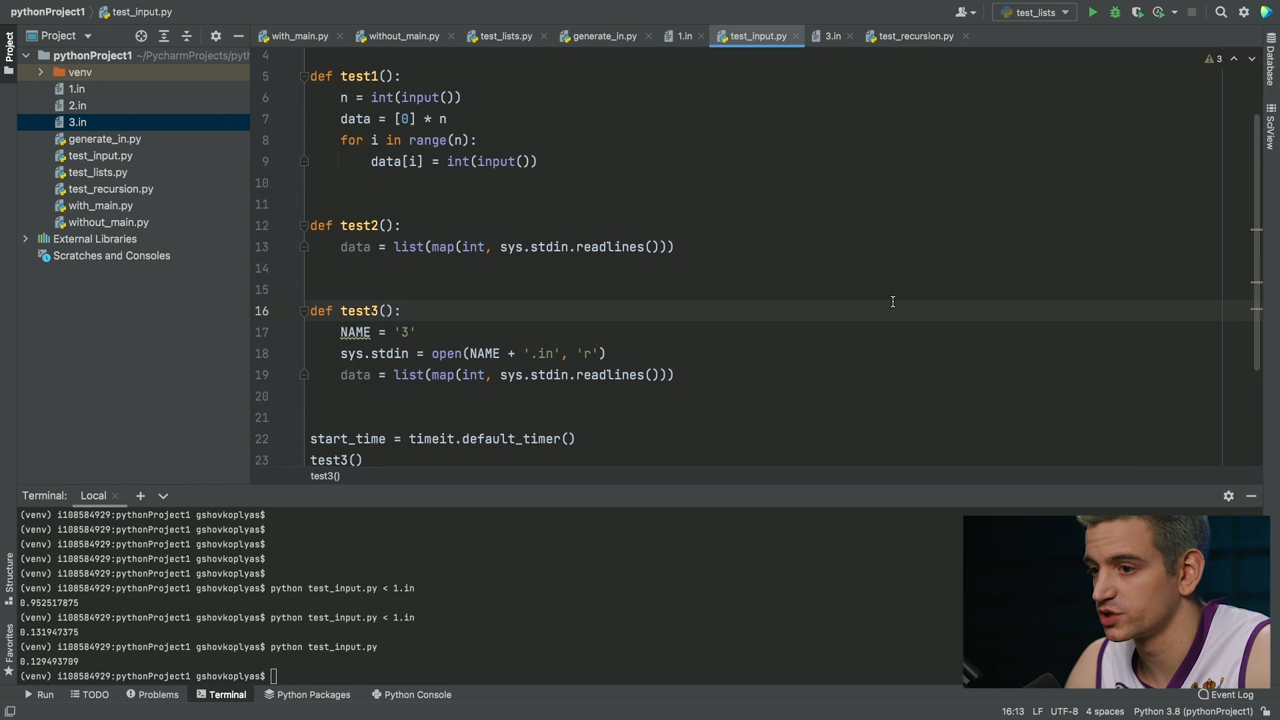 pythonProject1 test_input.py
test_lists
Project
with_main.py
without_main.py
test_lists.py
generate_in.py
1.in
test_input.py
3.in
test_recursion.py
pythonProject1 ~/PycharmProjects/pyth
venv
1.in
2.in
3.in
generate_in.py
test_input.py
test_lists.py
test_recursion.py
with_main.py
without_main.py
External Libraries
Scratches and Consoles
Project
Structure
Favorites
Database
SciView
3
4
5 def test1():
6 n = int(input())
7 data = [0] * n
8 for i in range(n):
9 data[i] = int(input())
10
11
12 def test2():
13 data = list(map(int, sys.stdin.readlines()))
14
15
16 def test3():
17 NAME = '3'
18 sys.stdin = open(NAME + '.in', 'r')
19 data = list(map(int, sys.stdin.readlines()))
20
21
22 start_time = timeit.default_timer()
23 test3()
test3()
Terminal: Local
(venv) i108584929:pythonProject1 gshovkoplyas$
(venv) i108584929:pythonProject1 gshovkoplyas$
(venv) i108584929:pythonProject1 gshovkoplyas$
(venv) i108584929:pythonProject1 gshovkoplyas$
(venv) i108584929:pythonProject1 gshovkoplyas$
(venv) i108584929:pythonProject1 gshovkoplyas$ python test_input.py < 1.in
0.952517875
(venv) i108584929:pythonProject1 gshovkoplyas$ python test_input.py < 1.in
0.131947375
(venv) i108584929:pythonProject1 gshovkoplyas$ python test_input.py
0.129493709
(venv) i108584929:pythonProject1 gshovkoplyas$
Run TODO Problems Terminal Python Packages Python Console
Event Log
16:13 LF UTF-8 4 spaces Python 3.8 (pythonProject1)